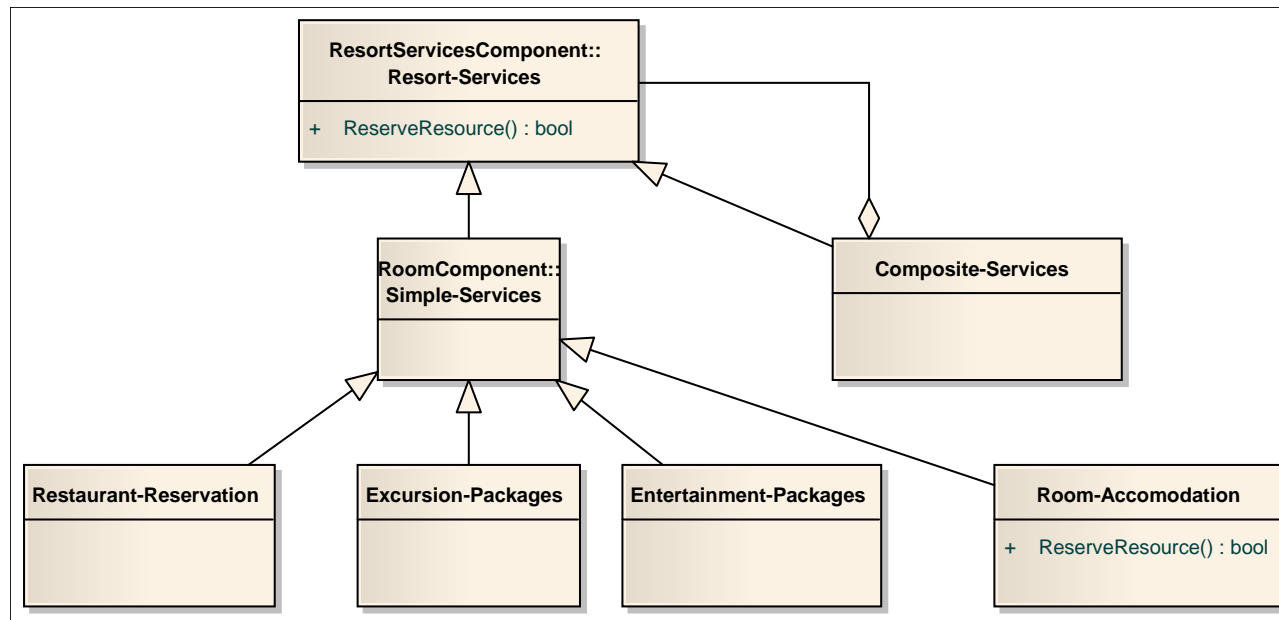 ResortServicesComponent::
Resort-Services
+ ReserveResource() : bool
RoomComponent::
Simple-Services
Composite-Services
Restaurant-Reservation
Excursion-Packages
Entertainment-Packages
Room-Accomodation
+ ReserveResource() : bool